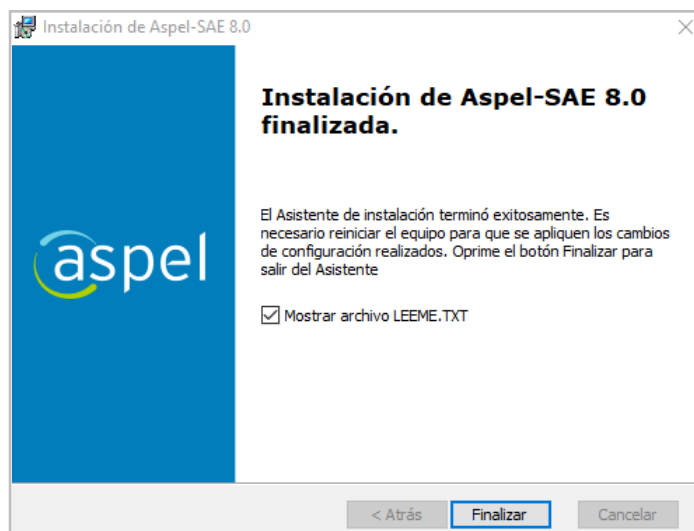 Instalación de Aspel-SAE 8.0
Instalación de Aspel-SAE 8.0
finalizada.
El Asistente de instalación terminó exitosamente. Es
necesario reiniciar el equipo para que se apliquen los cambios
de configuración realizados. Oprime el botón Finalizar para
salir del Asistente
aspel
Mostrar archivo LEEME.TXT
< Atrás Finalizar Cancelar